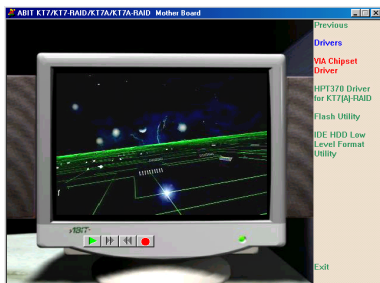 ABIT KT7/KT7-RAID/KT7A/KT7A-RAID Mother Board
Previous
Drivers
VIA Chipset
Driver
HPT370 Driver
for KT7[A]-RAID
Flash Utility
IDE HDD Low
Level Format
Utility
ABIT
Exit